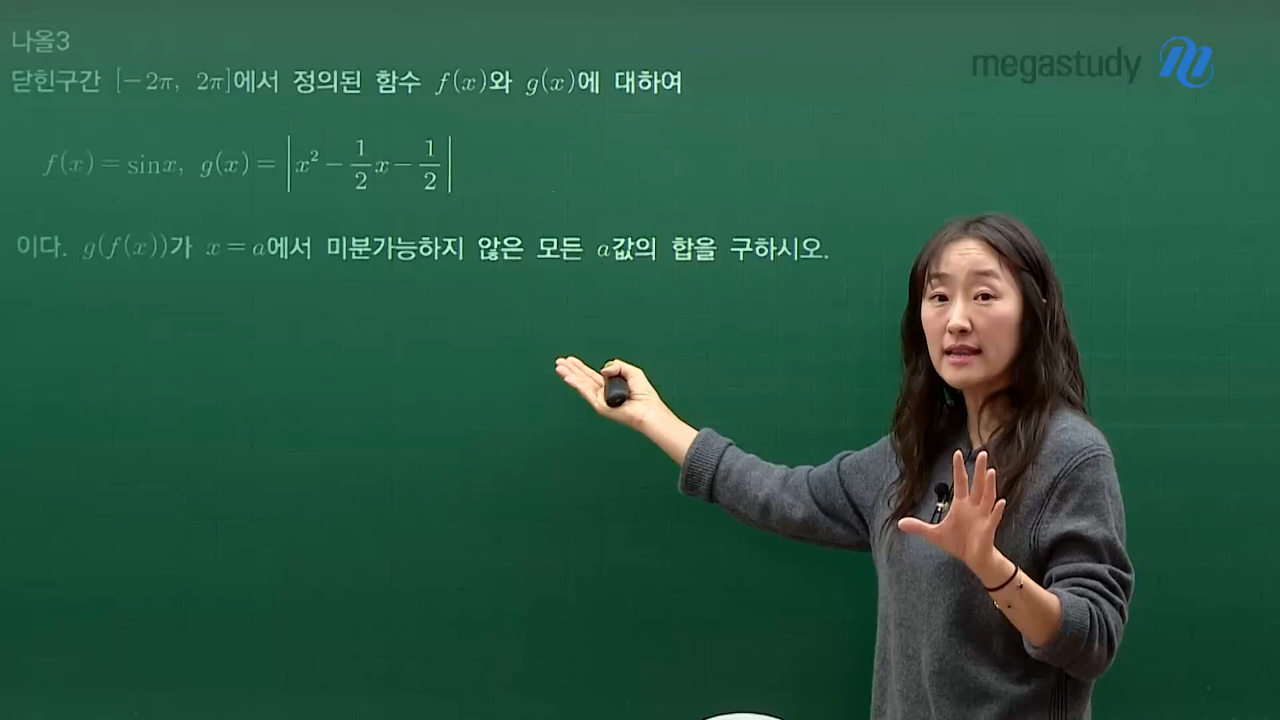 나올3
megastudy
닫힌구간 [−2π, 2π]에서 정의된 함수 f(x)와 g(x)에 대하여
f(x) = sinx, g(x) = |x² − 1/2 x − 1/2|
이다. g(f(x))가 x = a에서 미분가능하지 않은 모든 a값의 합을 구하시오.